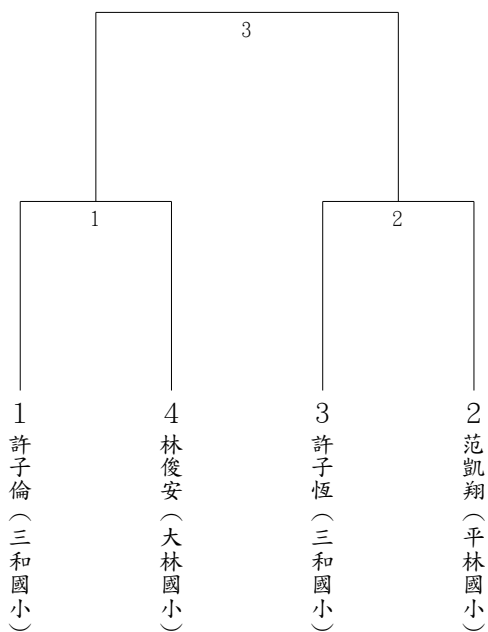 3
1
2
1 許子倫（三和國小）
4 林俊安（大林國小）
3 許子恆（三和國小）
2 范凱翔（平林國小）